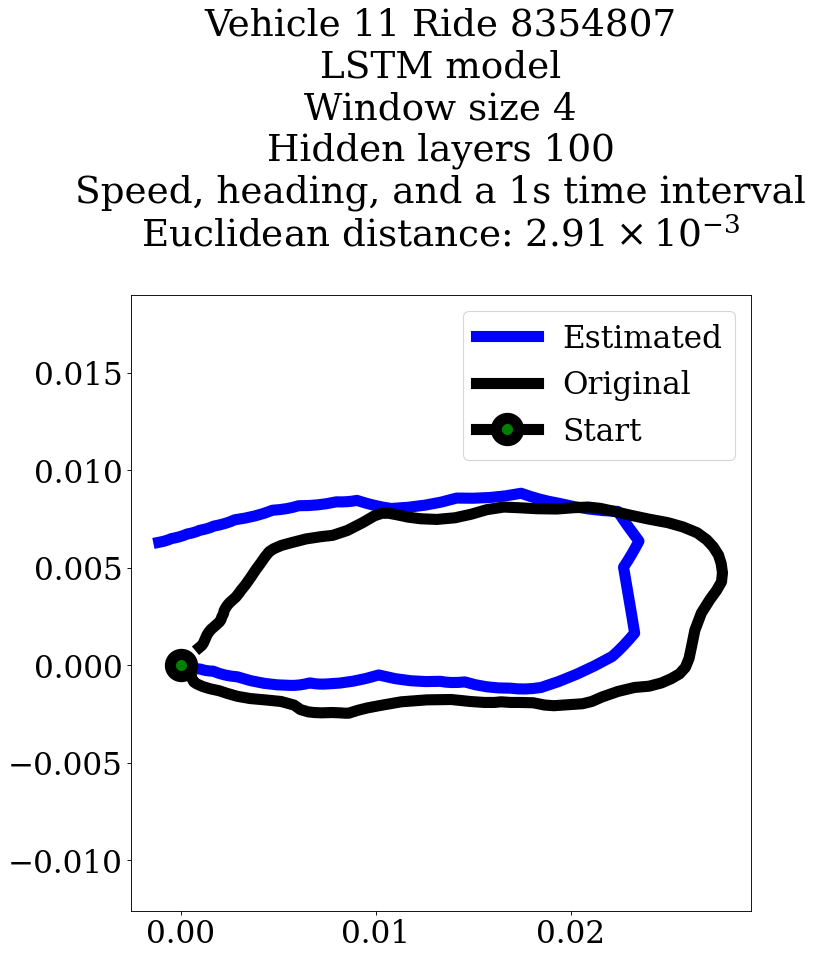 Vehicle 11 Ride 8354807
LSTM model
Window size 4
Hidden layers 100
Speed, heading, and a 1s time interval
Euclidean distance: 2.91 × 10⁻³
Estimated
Original
Start
0.015
0.010
0.005
0.000
−0.005
−0.010
0.00 0.01 0.02